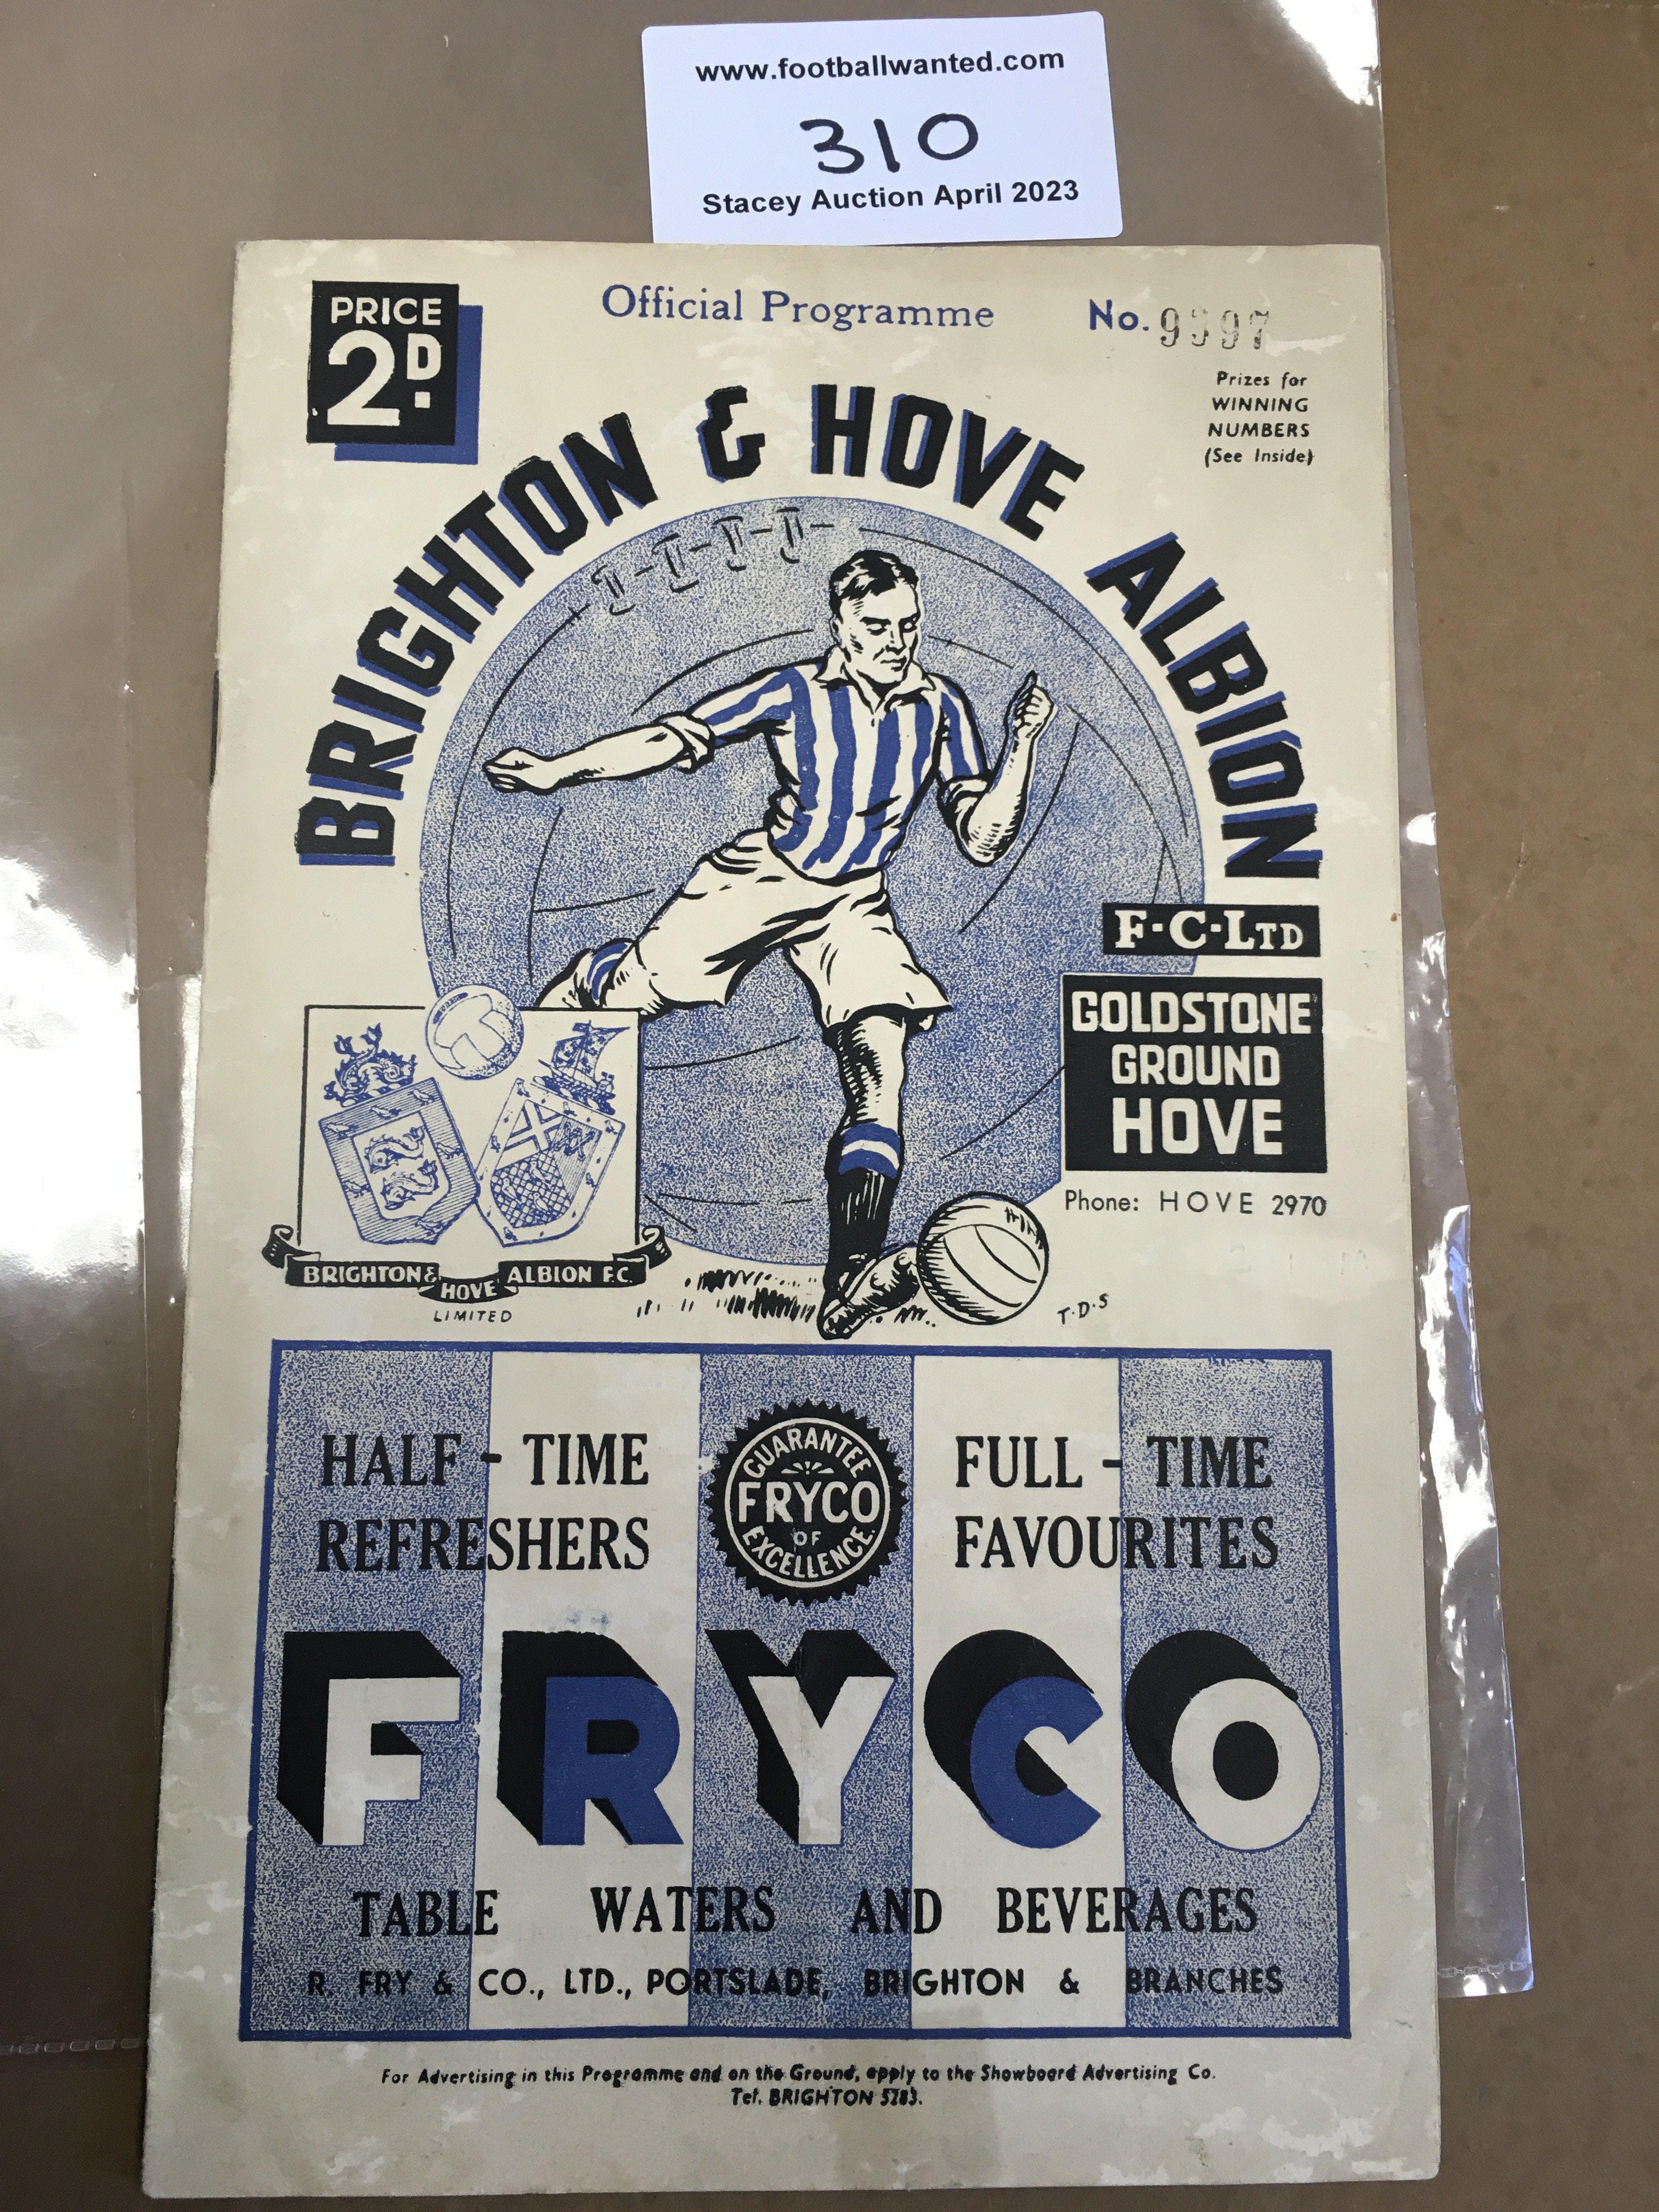 www.footballwanted.com
310
Stacey Auction April 2023
PRICE
2D.
Official Programme
No.
Prizes for
WINNING
NUMBERS
(See Inside)
BRIGHTON & HOVE ALBION
F·C·LTD
GOLDSTONE
GROUND
HOVE
Phone: HOVE 2970
BRIGHTON & HOVE ALBION F.C.
LIMITED
T.D.S
HALF - TIME
REFRESHERS
GUARANTEE
FRYCO
OF
EXCELLENCE.
FULL - TIME
FAVOURITES
FRYCO
TABLE WATERS AND BEVERAGES
R. FRY & CO., LTD., PORTSLADE, BRIGHTON & BRANCHES
For Advertising in this Programme and on the Ground, apply to the Showboard Advertising Co.
Tel. BRIGHTON